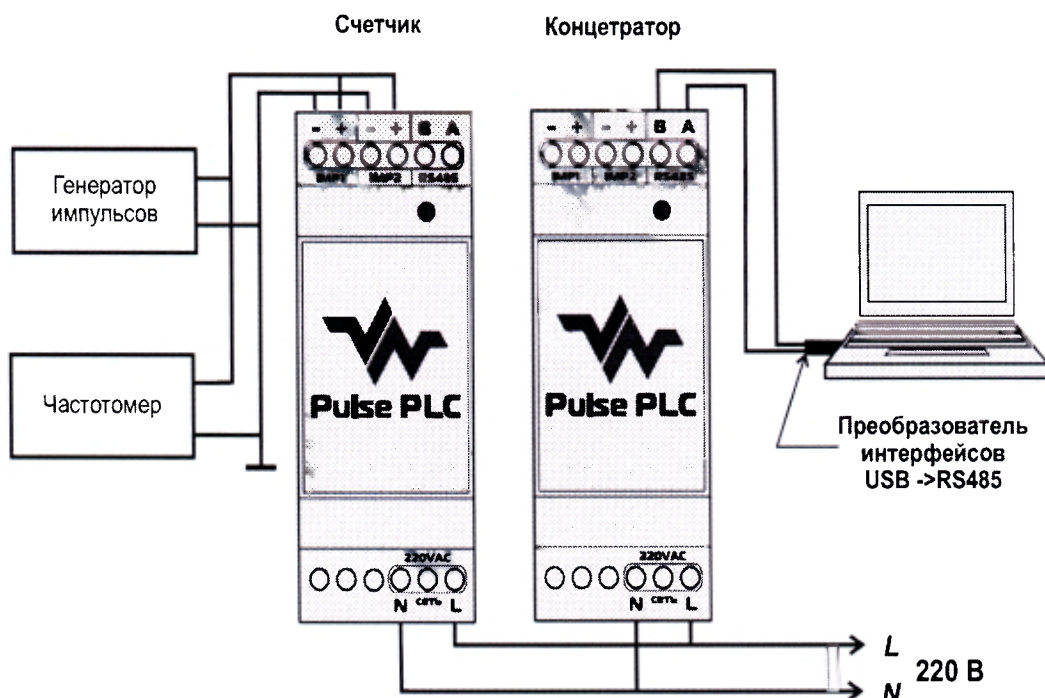 Счетчик
Концетратор
- + - + B A
IMP1 IMP2 RS485
- + - + B A
IMP1 IMP2 RS485
Генератор
импульсов
Частотомер
Pulse PLC
Pulse PLC
Преобразователь
интерфейсов
USB ->RS485
220VAC
N сеть L
220VAC
N сеть L
L
220 В
N